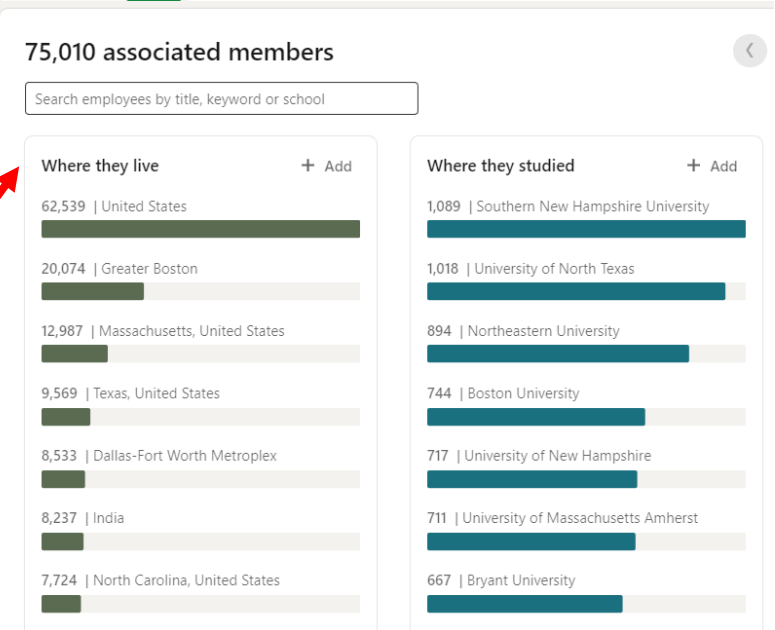 75,010 associated members
Search employees by title, keyword or school
Where they live
+ Add
62,539 | United States
20,074 | Greater Boston
12,987 | Massachusetts, United States
9,569 | Texas, United States
8,533 | Dallas-Fort Worth Metroplex
8,237 | India
7,724 | North Carolina, United States
Where they studied
+ Add
1,089 | Southern New Hampshire University
1,018 | University of North Texas
894 | Northeastern University
744 | Boston University
717 | University of New Hampshire
711 | University of Massachusetts Amherst
667 | Bryant University